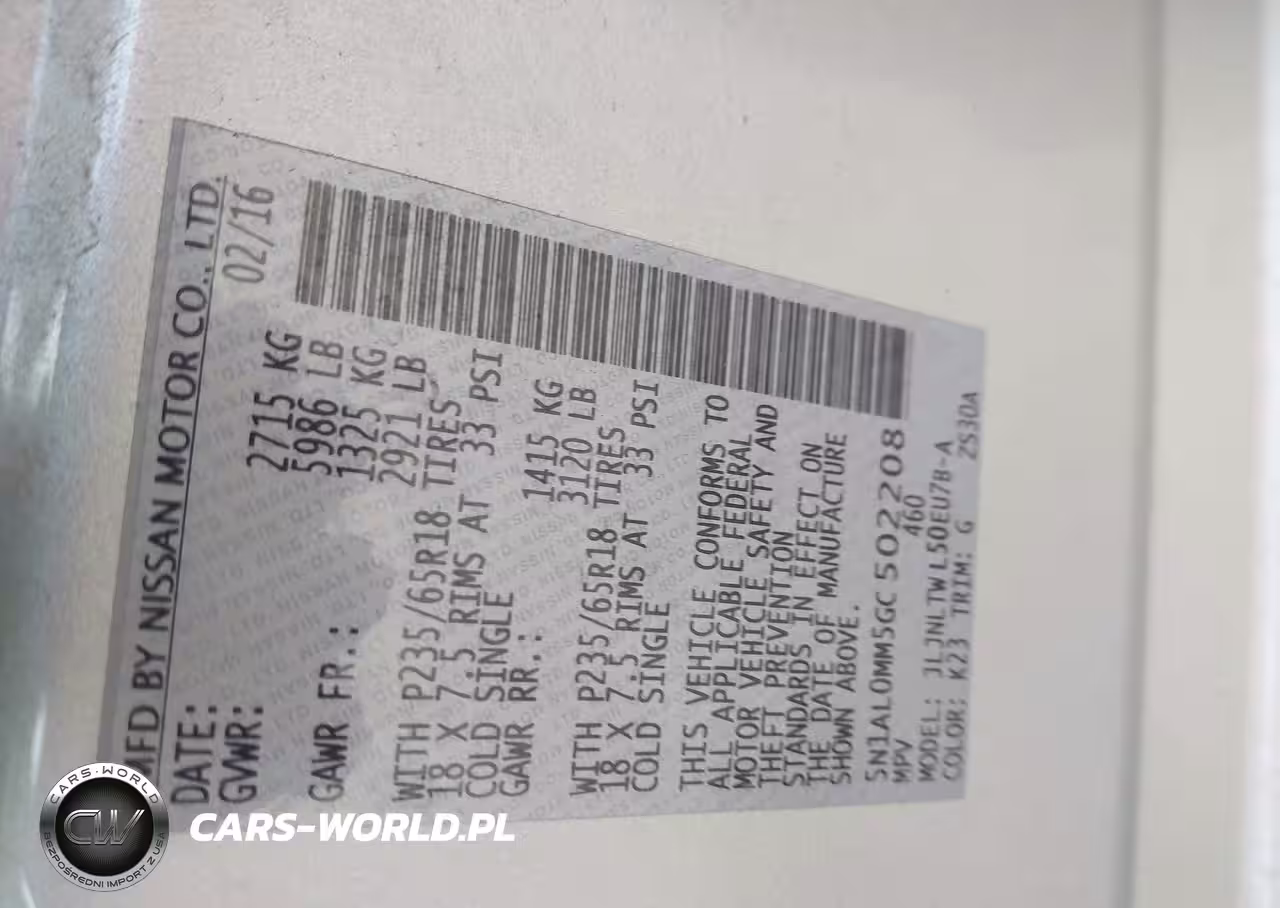 MFD BY NISSAN MOTOR CO., LTD.
DATE: 02/16
GVWR: 2715 KG
5986 LB
GAWR FR.: 1325 KG
2921 LB
WITH P235/65R18 TIRES
18 X 7.5 RIMS AT 33 PSI
COLD SINGLE
GAWR RR.: 1415 KG
3120 LB
WITH P235/65R18 TIRES
18 X 7.5 RIMS AT 33 PSI
COLD SINGLE
THIS VEHICLE CONFORMS TO
ALL APPLICABLE FEDERAL
MOTOR VEHICLE SAFETY AND
THEFT PREVENTION
STANDARDS IN EFFECT ON
THE DATE OF MANUFACTURE
SHOWN ABOVE.
5N1AL0MM5GC502208
MPV 460
MODEL: JLJNLTWL50EU7B-A
COLOR: K23 TRIM: G 2S30A
CARS-WORLD
CW
BEZPOŚREDNI IMPORT Z USA
CARS-WORLD.PL